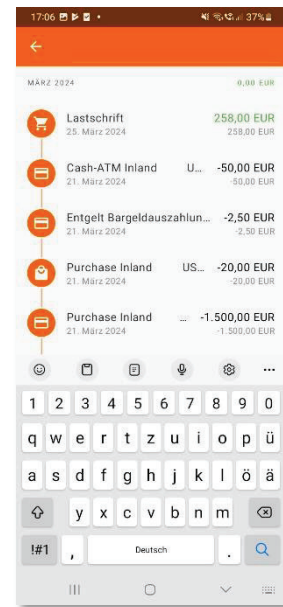 17:06 37%
MÄRZ 2024 0,00 EUR
Lastschrift 258,00 EUR
25. März 2024 258,00 EUR
Cash-ATM Inland U... -50,00 EUR
21. März 2024 -50,00 EUR
Entgelt Bargeldauszahlun... -2,50 EUR
21. März 2024 -2,50 EUR
Purchase Inland US... -20,00 EUR
21. März 2024 -20,00 EUR
Purchase Inland ... -1.500,00 EUR
21. März 2024 -1.500,00 EUR
1 2 3 4 5 6 7 8 9 0
q w e r t z u i o p ü
a s d f g h j k l ö ä
y x c v b n m
!#1 , Deutsch .